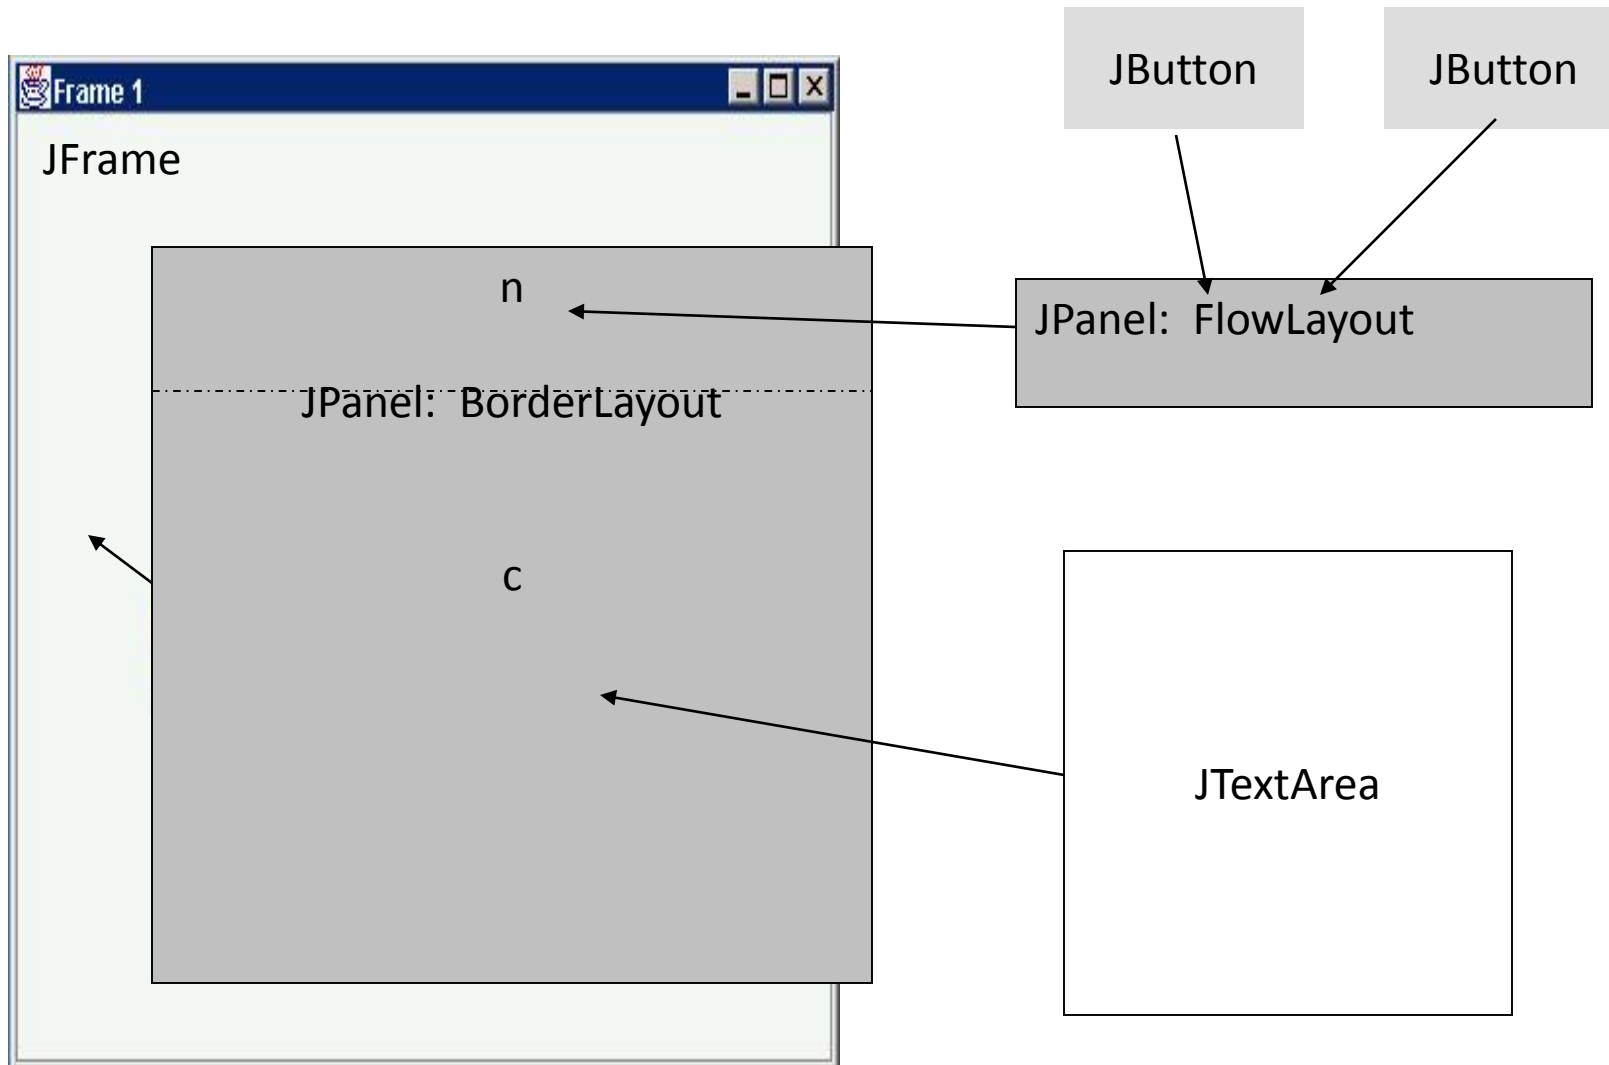 JButton
JButton
Frame 1
JFrame
n
JPanel: FlowLayout
JPanel: BorderLayout
c
JTextArea